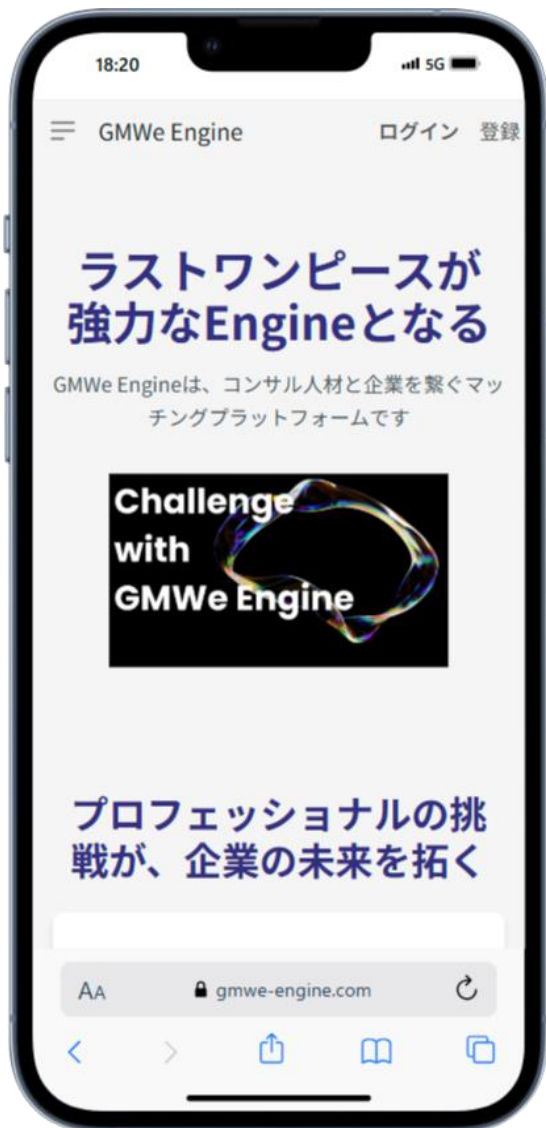 18:20 5G
GMWe Engine ログイン 登録
ラストワンピースが
強力なEngineとなる
GMWe Engineは、コンサル人材と企業を繋ぐマッ
チングプラットフォームです
Challenge
with
GMWe Engine
プロフェッショナルの挑
戦が、企業の未来を拓く
AA gmwe-engine.com